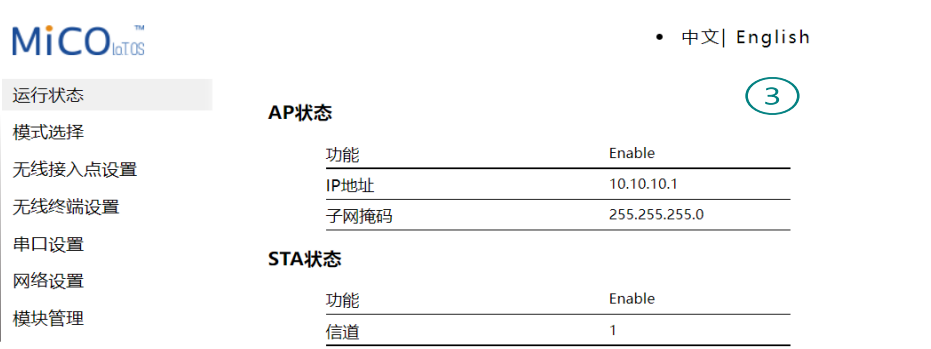 MiCO IoTOS™
• 中文| English
运行状态
模式选择
无线接入点设置
无线终端设置
串口设置
网络设置
模块管理
③
AP状态
功能 Enable
IP地址 10.10.10.1
子网掩码 255.255.255.0
STA状态
功能 Enable
信道 1